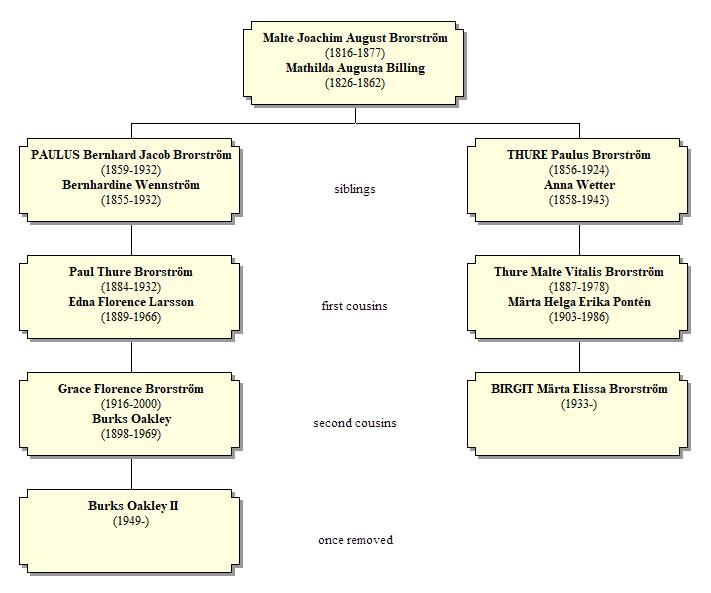 Malte Joachim August Brorström
(1816-1877)
Mathilda Augusta Billing
(1826-1862)
PAULUS Bernhard Jacob Brorström
(1859-1932)
Bernhardine Wennström
(1855-1932)
siblings
THURE Paulus Brorström
(1856-1924)
Anna Wetter
(1858-1943)
Paul Thure Brorström
(1884-1932)
Edna Florence Larsson
(1889-1966)
first cousins
Thure Malte Vitalis Brorström
(1887-1978)
Märta Helga Erika Pontén
(1903-1986)
Grace Florence Brorström
(1916-2000)
Burks Oakley
(1898-1969)
second cousins
BIRGIT Märta Elissa Brorström
(1933-)
Burks Oakley II
(1949-)
once removed